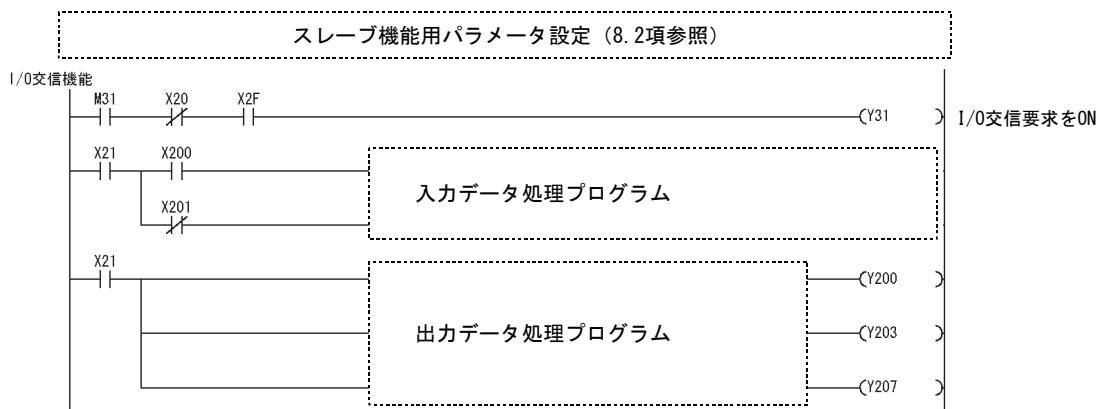 スレーブ機能用パラメータ設定（8.2項参照）
I/O交信機能
M31 X20 X2F
Y31 I/O交信要求をON
X21 X200
入力データ処理プログラム
X201
X21
Y200
出力データ処理プログラム Y203
Y207